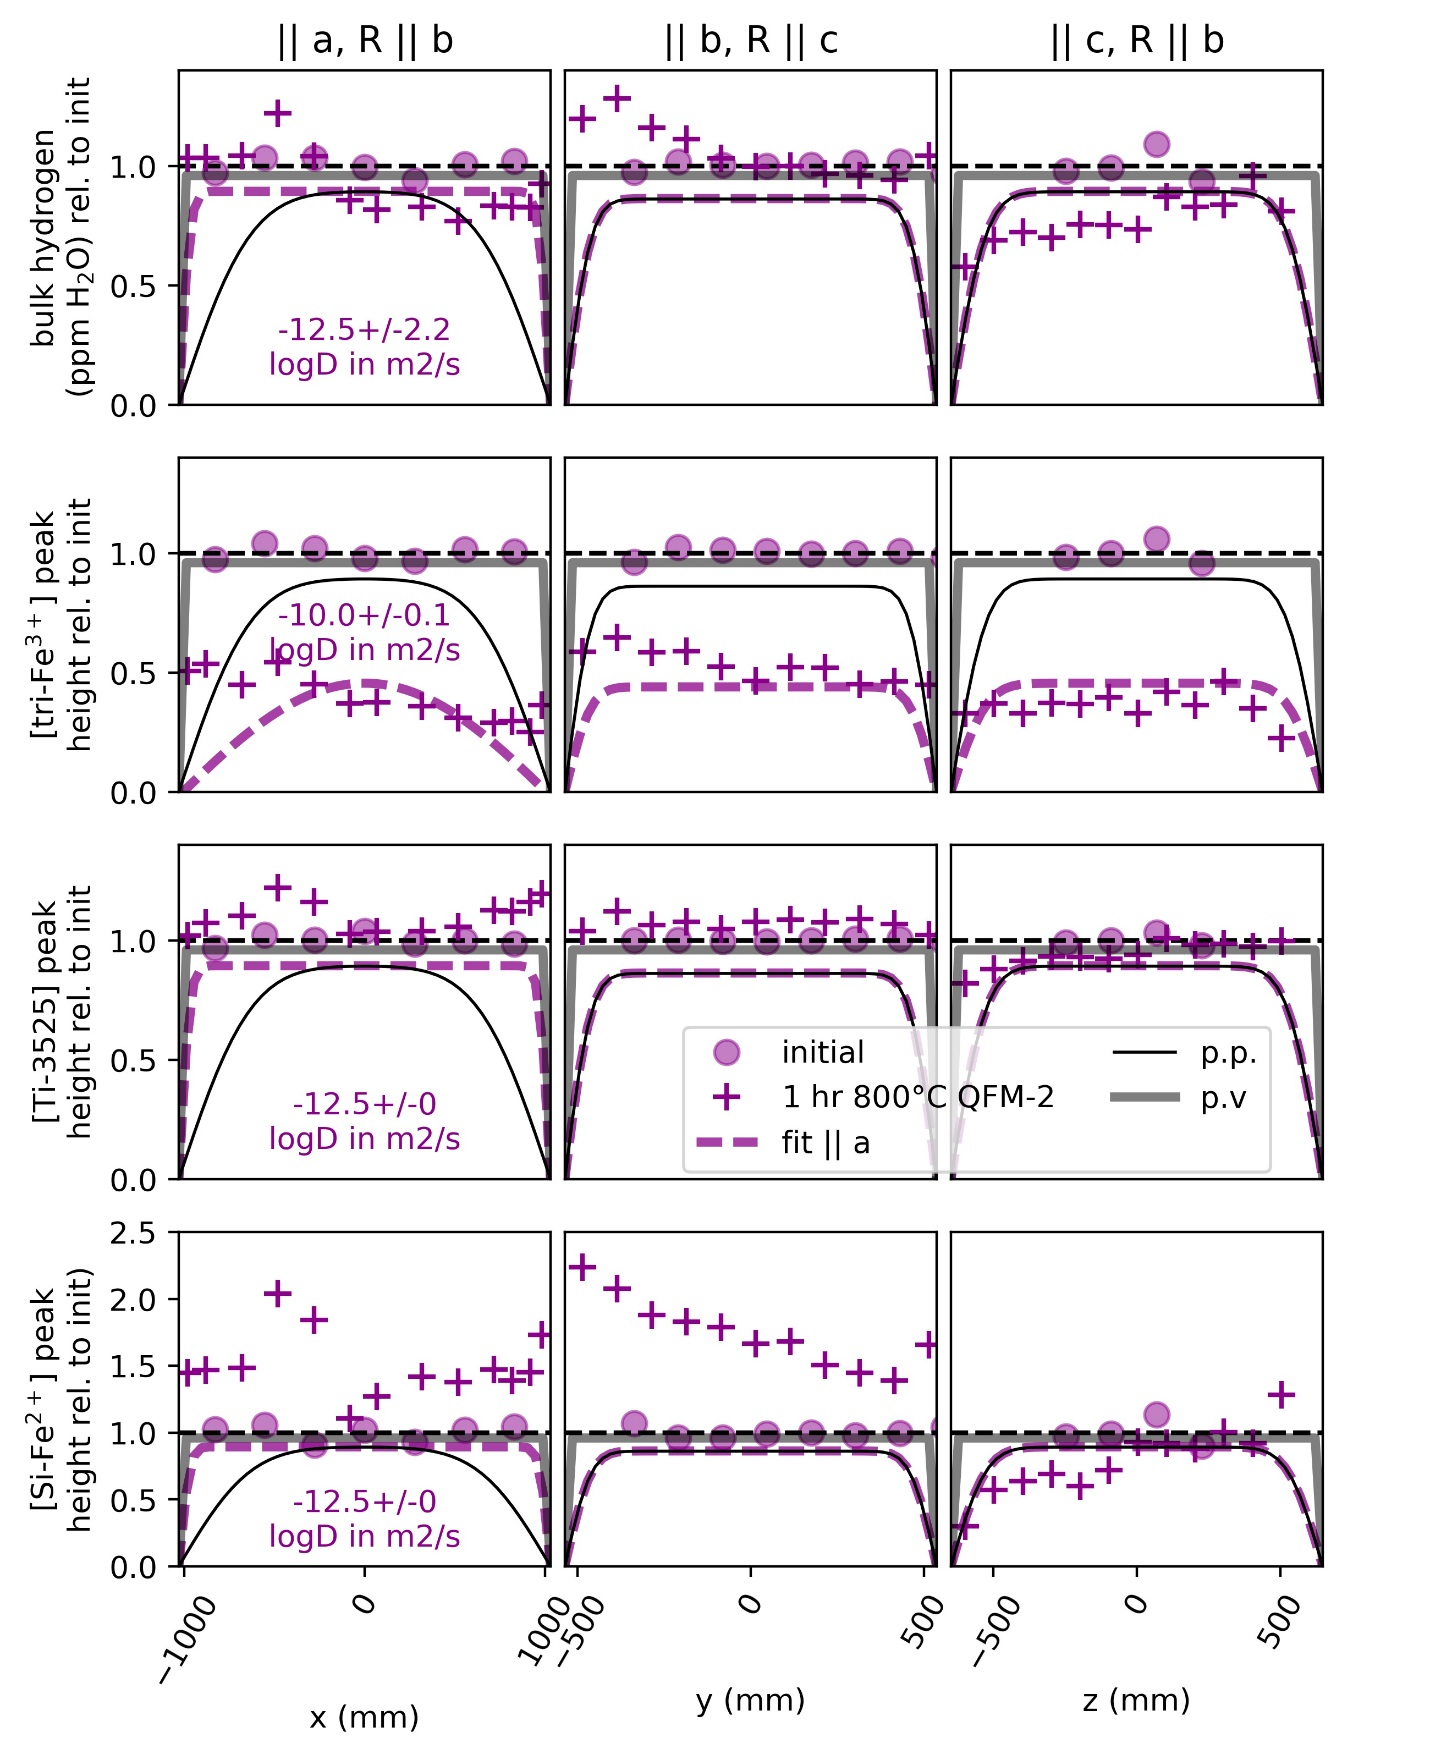 || a, R || b
|| b, R || c
|| c, R || b
bulk hydrogen
(ppm H₂O) rel. to init
1.0
0.5
0.0
-12.5+/-2.2
logD in m2/s
[tri-Fe³⁺] peak
height rel. to init
1.0
0.5
0.0
-10.0+/-0.1
logD in m2/s
[Ti-3525] peak
height rel. to init
1.0
0.5
0.0
-12.5+/-0
logD in m2/s
initial
1 hr 800°C QFM-2
fit || a
p.p.
p.v
[Si-Fe²⁺] peak
height rel. to init)
2.5
2.0
1.5
1.0
0.5
0.0
-12.5+/-0
logD in m2/s
−1000 0 1000
−500 0 500
−500 0 500
x (mm)
y (mm)
z (mm)